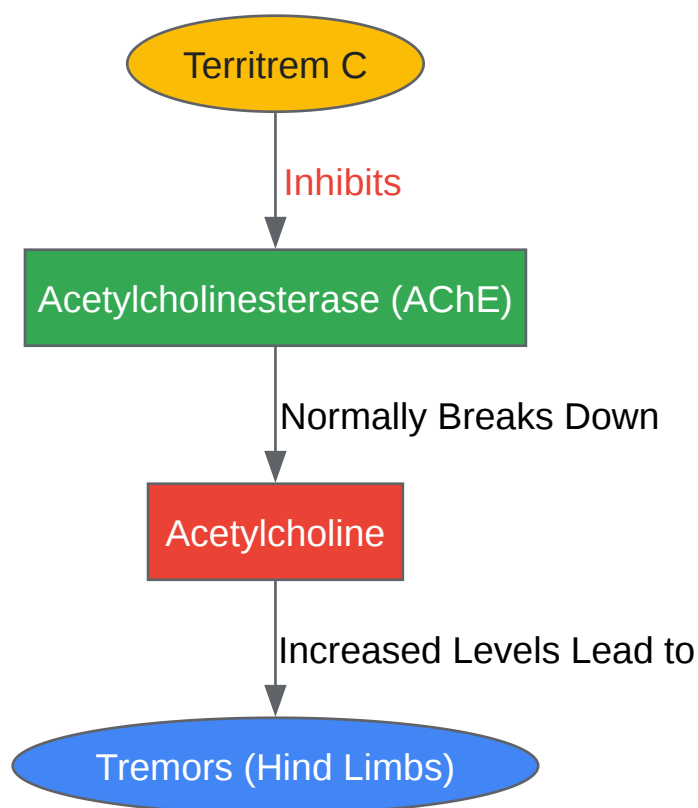 Territrem C
Inhibits
Acetylcholinesterase (AChE)
Normally Breaks Down
Acetylcholine
Increased Levels Lead to
Tremors (Hind Limbs)